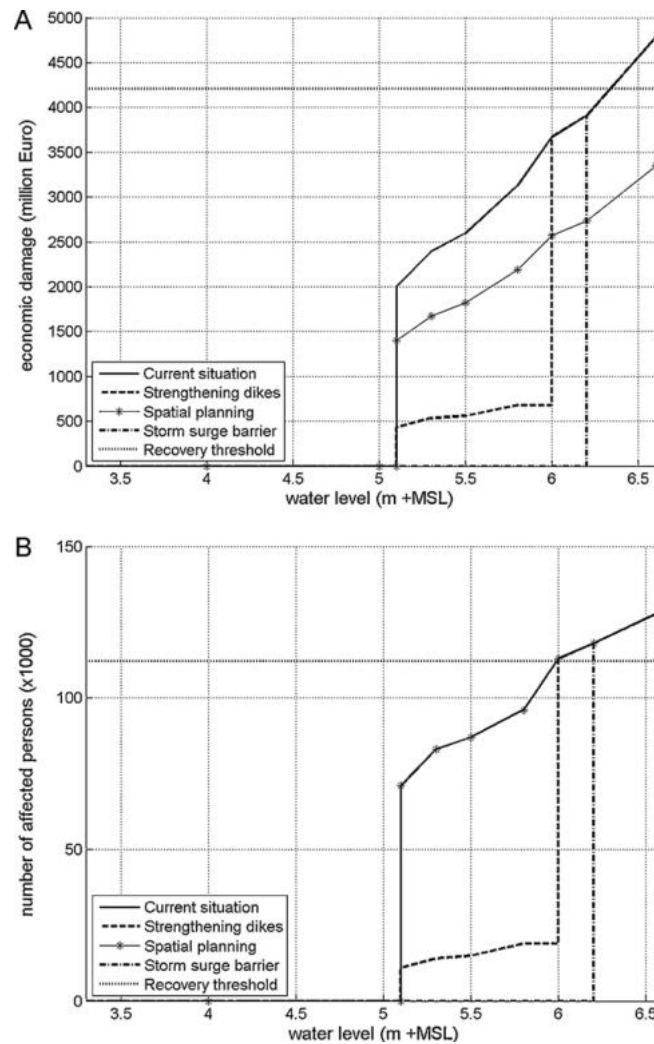 A
5000
4500
4000
3500
3000
2500
2000
1500
1000
500
0
economic damage (million Euro)
Current situation
Strengthening dikes
Spatial planning
Storm surge barrier
Recovery threshold
3.5 4 4.5 5 5.5 6 6.5
water level (m +MSL)
B
150
100
50
0
number of affected persons (x1000)
Current situation
Strengthening dikes
Spatial planning
Storm surge barrier
Recovery threshold
3.5 4 4.5 5 5.5 6 6.5
water level (m +MSL)